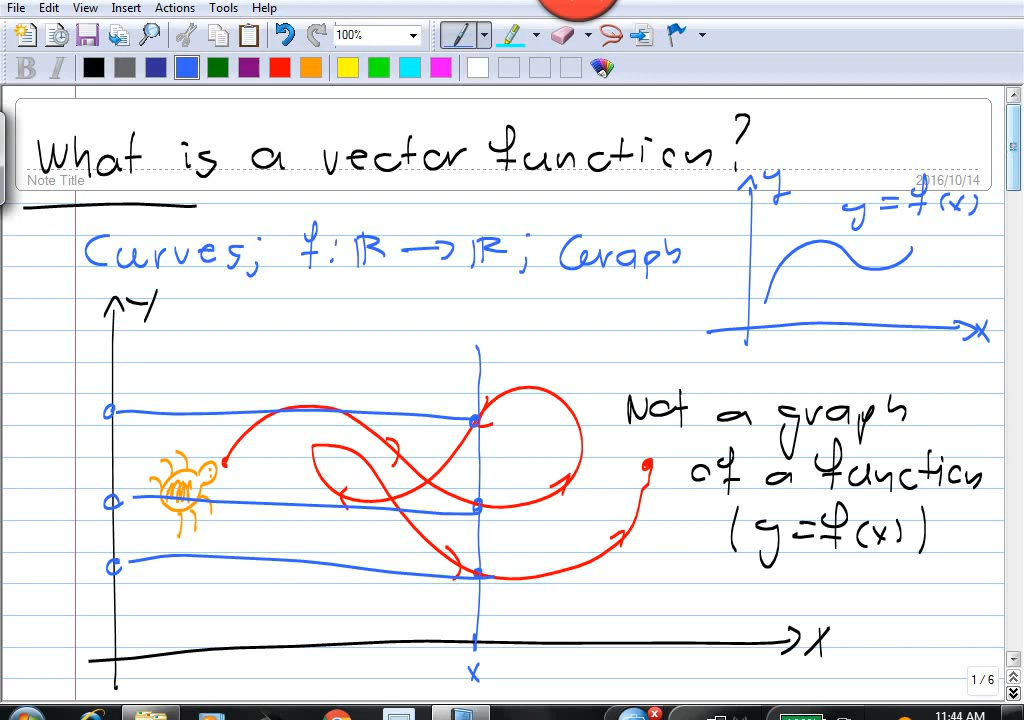 File Edit View Insert Actions Tools Help
100%
B I
What is a vector function?
Note Title
2016/10/14
y
y = f(x)
Curves; f: ℝ → ℝ; Graph
x
Y
Not a graph
of a function
(y = f(x))
X
x
1 / 6
11:44 AM